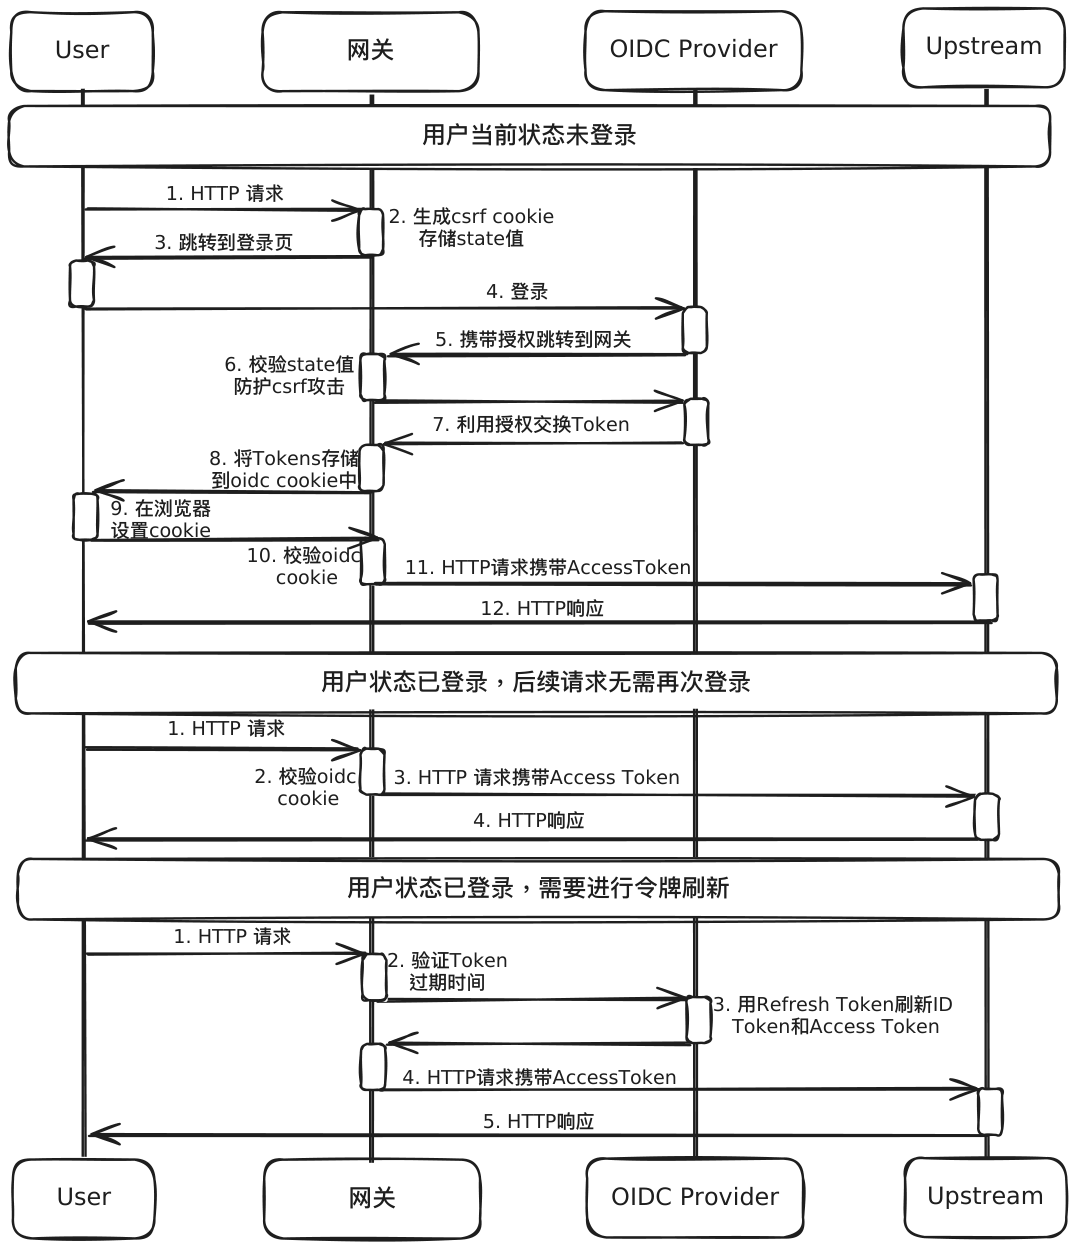 User
网关
OIDC Provider
Upstream
用户当前状态未登录
1. HTTP 请求
2. 生成csrf cookie
存储state值
3. 跳转到登录页
4. 登录
5. 携带授权跳转到网关
6. 校验state值
防护csrf攻击
7. 利用授权交换Token
8. 将Tokens存储
到oidc cookie中
9. 在浏览器
设置cookie
10. 校验oidc
cookie
11. HTTP请求携带AccessToken
12. HTTP响应
用户状态已登录，后续请求无需再次登录
1. HTTP 请求
2. 校验oidc
cookie
3. HTTP 请求携带Access Token
4. HTTP响应
用户状态已登录，需要进行令牌刷新
1. HTTP 请求
2. 验证Token
过期时间
3. 用Refresh Token刷新ID
Token和Access Token
4. HTTP请求携带AccessToken
5. HTTP响应
User
网关
OIDC Provider
Upstream